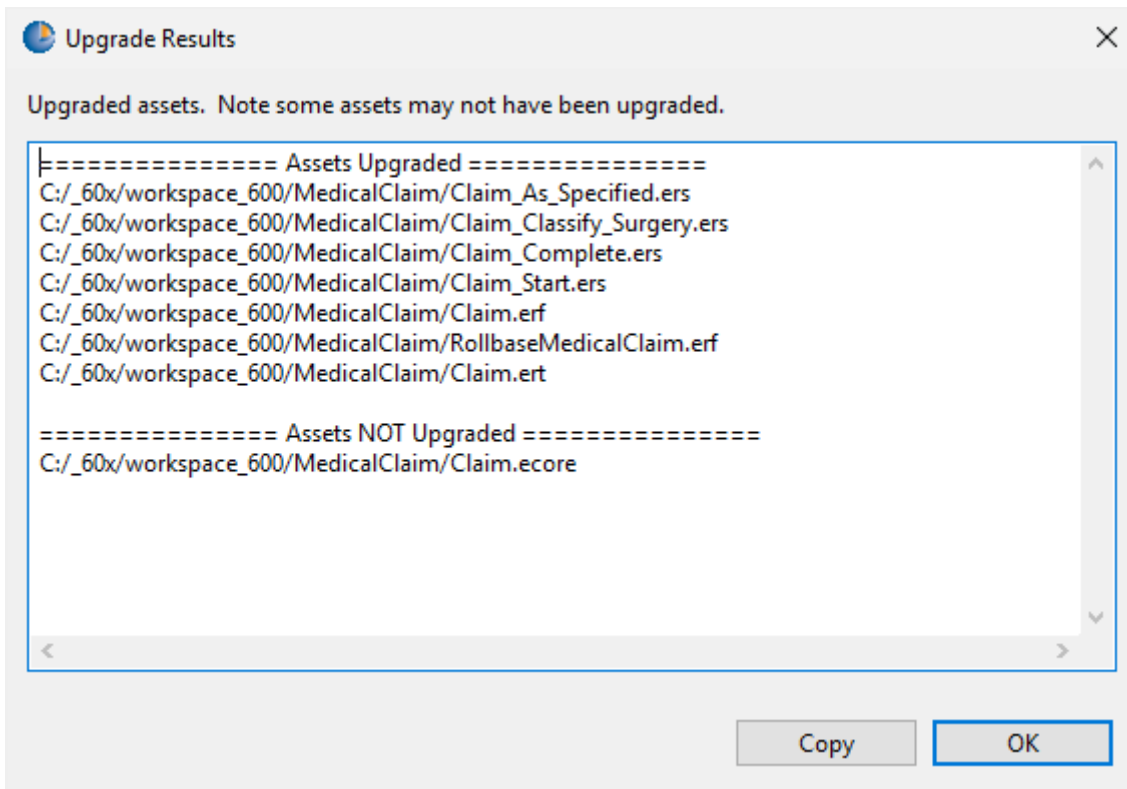 Upgrade Results
Upgraded assets.  Note some assets may not have been upgraded.
=============== Assets Upgraded ===============
C:/_60x/workspace_600/MedicalClaim/Claim_As_Specified.ers
C:/_60x/workspace_600/MedicalClaim/Claim_Classify_Surgery.ers
C:/_60x/workspace_600/MedicalClaim/Claim_Complete.ers
C:/_60x/workspace_600/MedicalClaim/Claim_Start.ers
C:/_60x/workspace_600/MedicalClaim/Claim.erf
C:/_60x/workspace_600/MedicalClaim/RollbaseMedicalClaim.erf
C:/_60x/workspace_600/MedicalClaim/Claim.ert
=============== Assets NOT Upgraded ===============
C:/_60x/workspace_600/MedicalClaim/Claim.ecore
Copy
OK